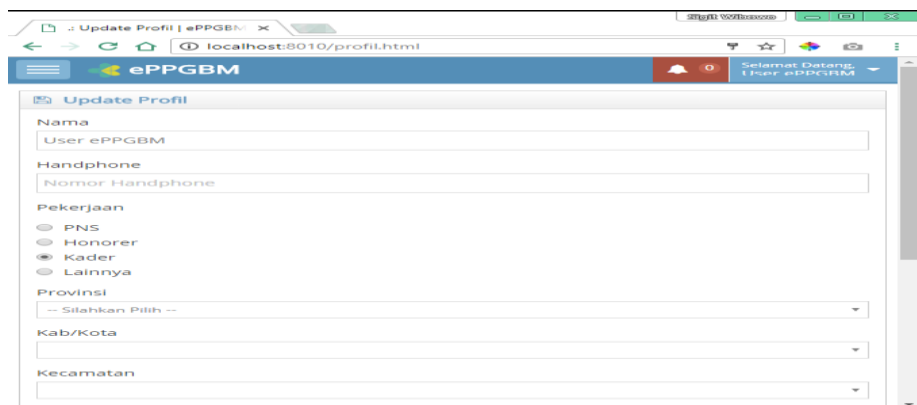 Sigit Wibowo
.: Update Profil | ePPGBM
localhost:8010/profil.html
ePPGBM
0
Selamat Datang,
User ePPGBM
Update Profil
Nama
User ePPGBM
Handphone
Nomor Handphone
Pekerjaan
PNS
Honorer
Kader
Lainnya
Provinsi
-- Silahkan Pilih --
Kab/Kota
Kecamatan